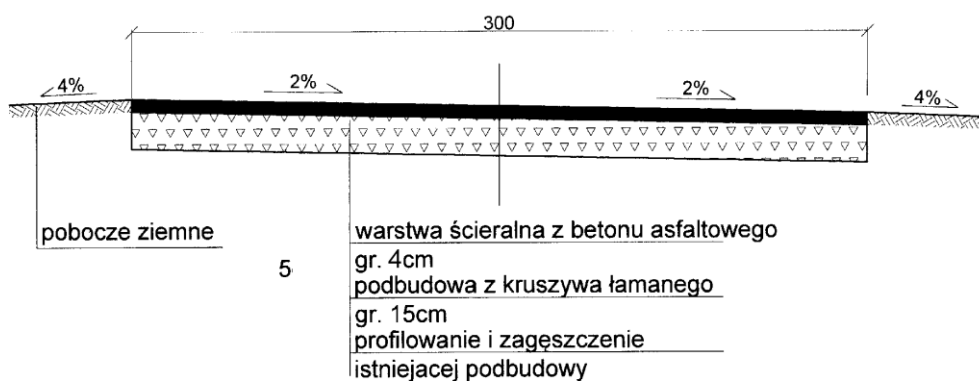 300
4%
2%
2%
4%
pobocze ziemne
5
warstwa ścieralna z betonu asfaltowego
gr. 4cm
podbudowa z kruszywa łamanego
gr. 15cm
profilowanie i zagęszczenie
istniejacej podbudowy